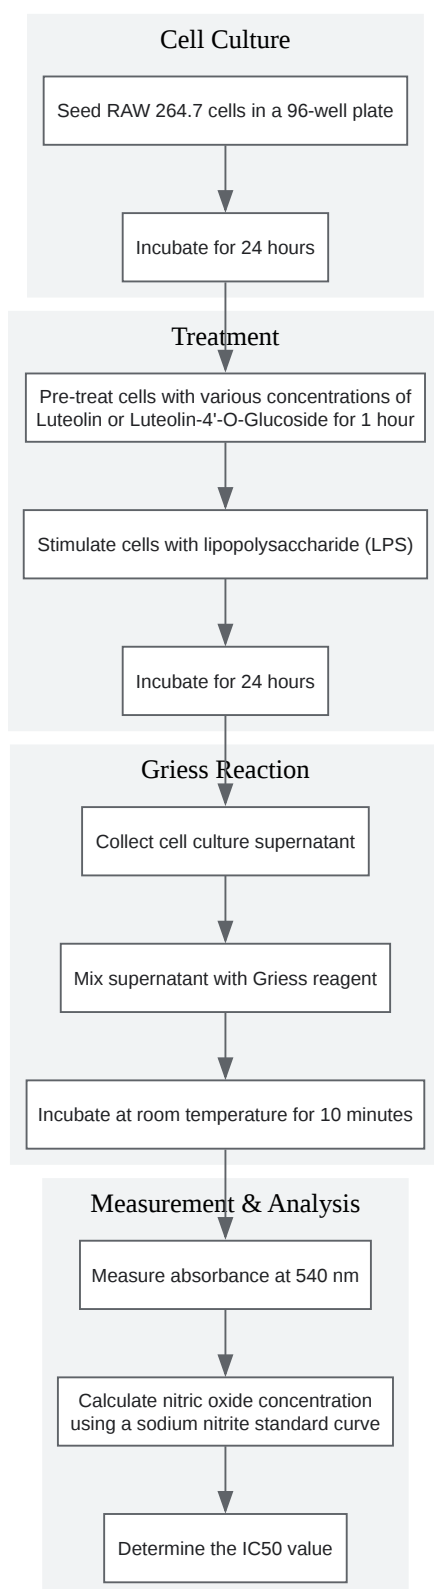 Cell Culture
Seed RAW 264.7 cells in a 96-well plate
Incubate for 24 hours
Treatment
Pre-treat cells with various concentrations of
Luteolin or Luteolin-4'-O-Glucoside for 1 hour
Stimulate cells with lipopolysaccharide (LPS)
Incubate for 24 hours
Griess Reaction
Collect cell culture supernatant
Mix supernatant with Griess reagent
Incubate at room temperature for 10 minutes
Measurement & Analysis
Measure absorbance at 540 nm
Calculate nitric oxide concentration
using a sodium nitrite standard curve
Determine the IC50 value